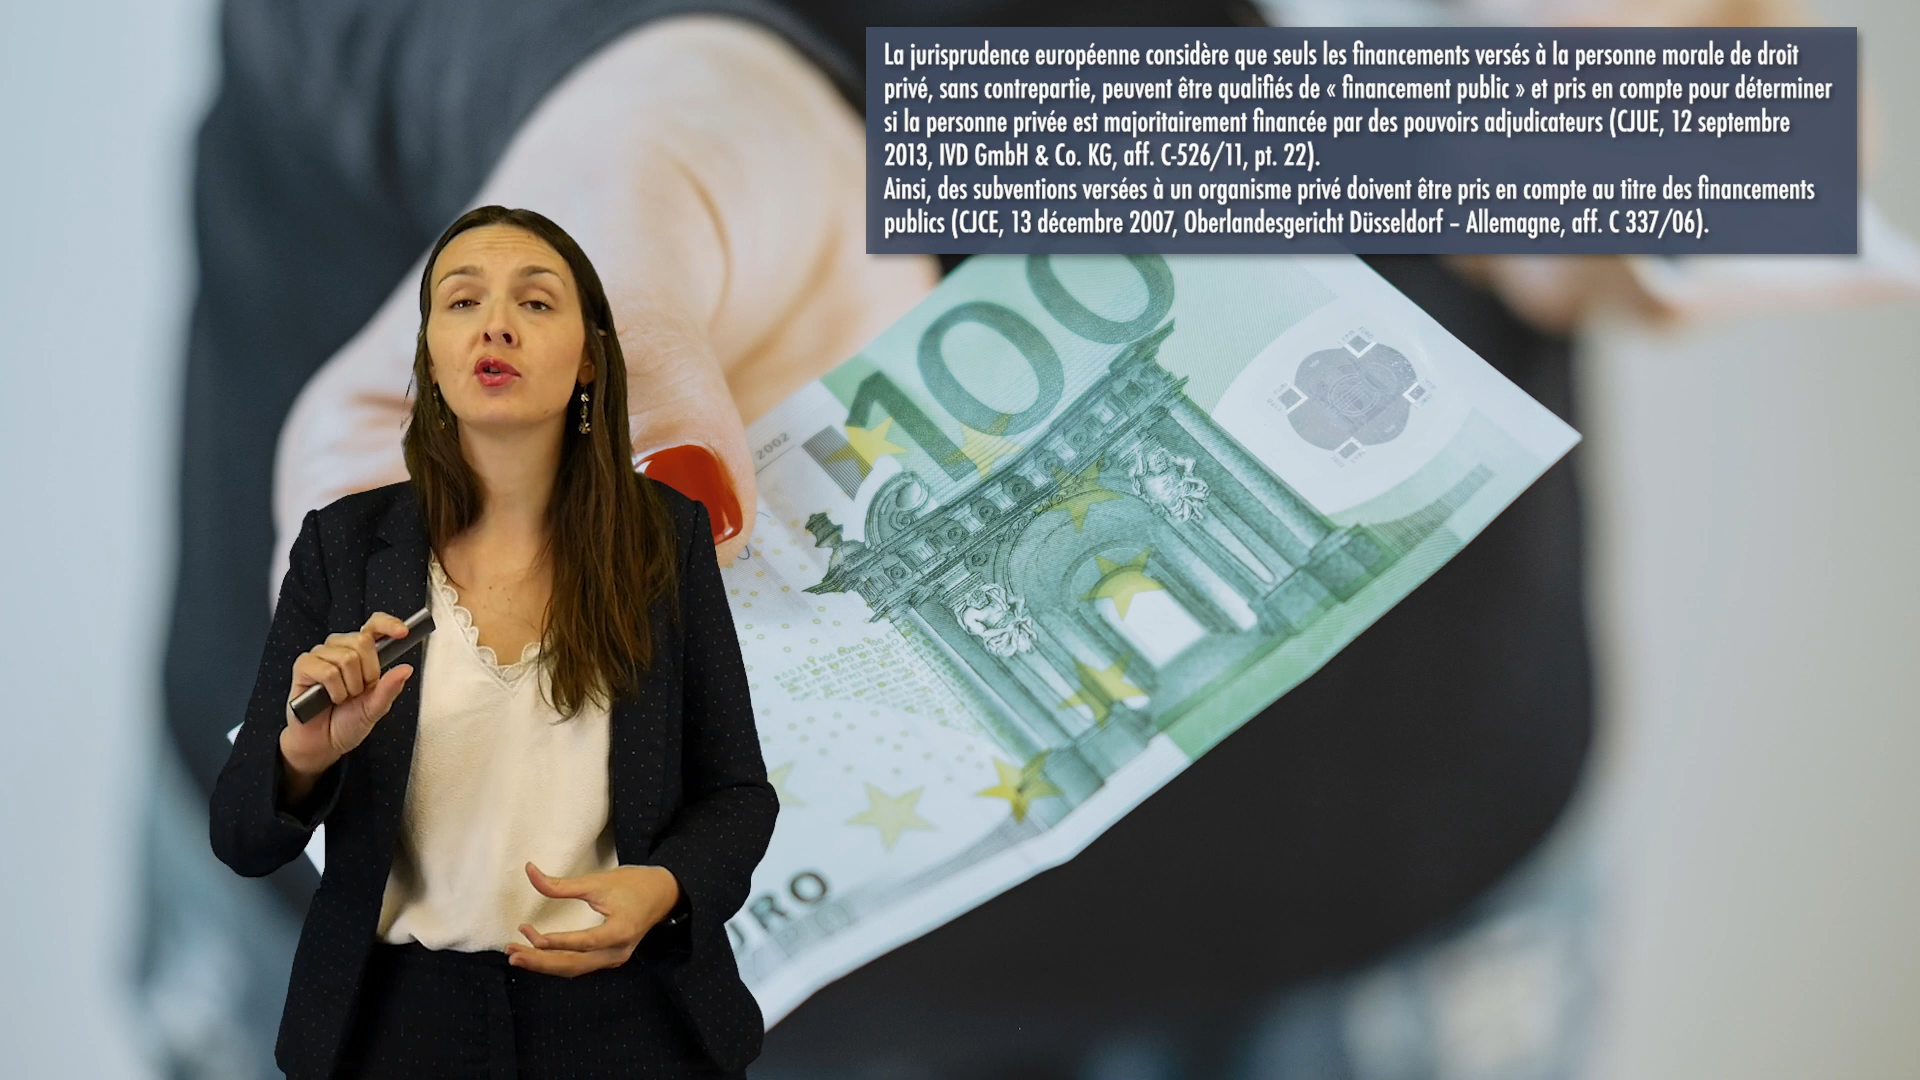 La jurisprudence européenne considère que seuls les financements versés à la personne morale de droit
privé, sans contrepartie, peuvent être qualifiés de « financement public » et pris en compte pour déterminer
si la personne privée est majoritairement financée par des pouvoirs adjudicateurs (CJUE, 12 septembre
2013, IVD GmbH & Co. KG, aff. C-526/11, pt. 22).
Ainsi, des subventions versées à un organisme privé doivent être pris en compte au titre des financements
publics (CJCE, 13 décembre 2007, Oberlandesgericht Düsseldorf – Allemagne, aff. C 337/06).
100
2002
URO